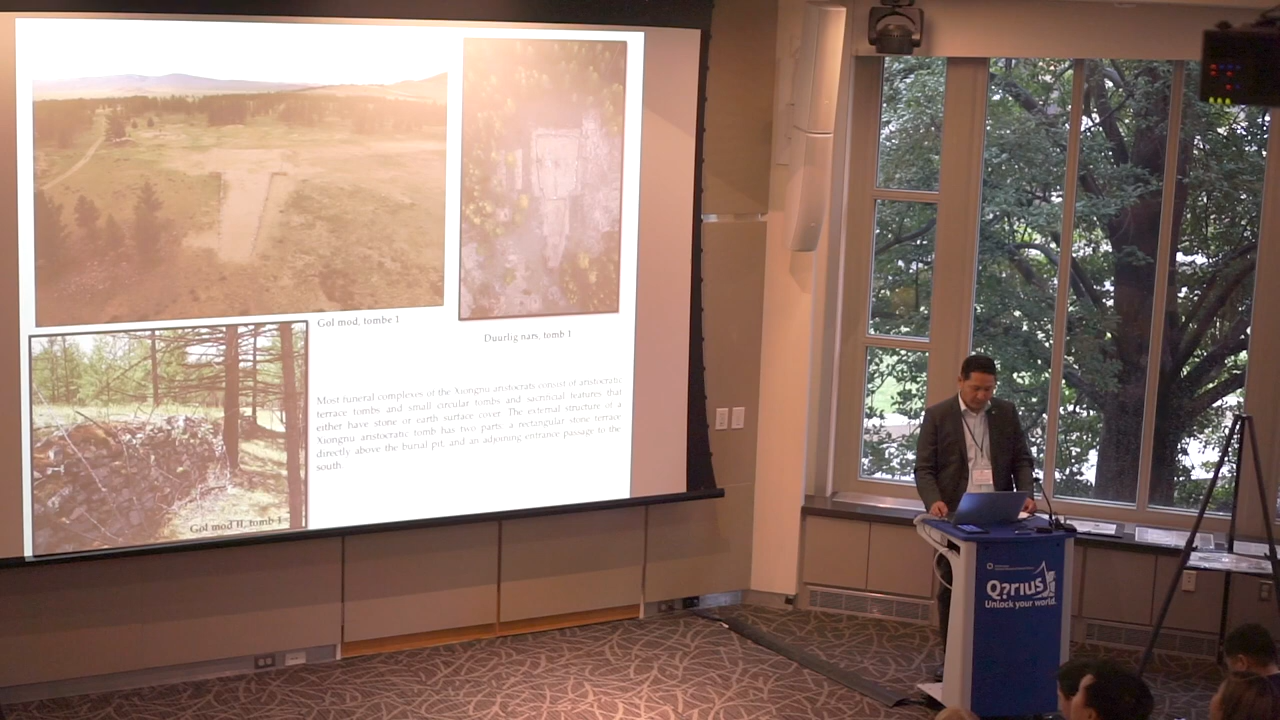 Gol mod, tombe 1
Duurlig nars, tomb 1
Most funeral complexes of the Xiongnu aristocrats consist of aristocratic
terrace tombs and small circular tombs and sacrificial features that
either have stone or earth surface cover. The external structure of a
Xiongnu aristocratic tomb has two parts: a rectangular stone terrace
directly above the burial pit, and an adjoining entrance passage to the
south
Gol mod II, tomb 1
Q?rius
Unlock your world.